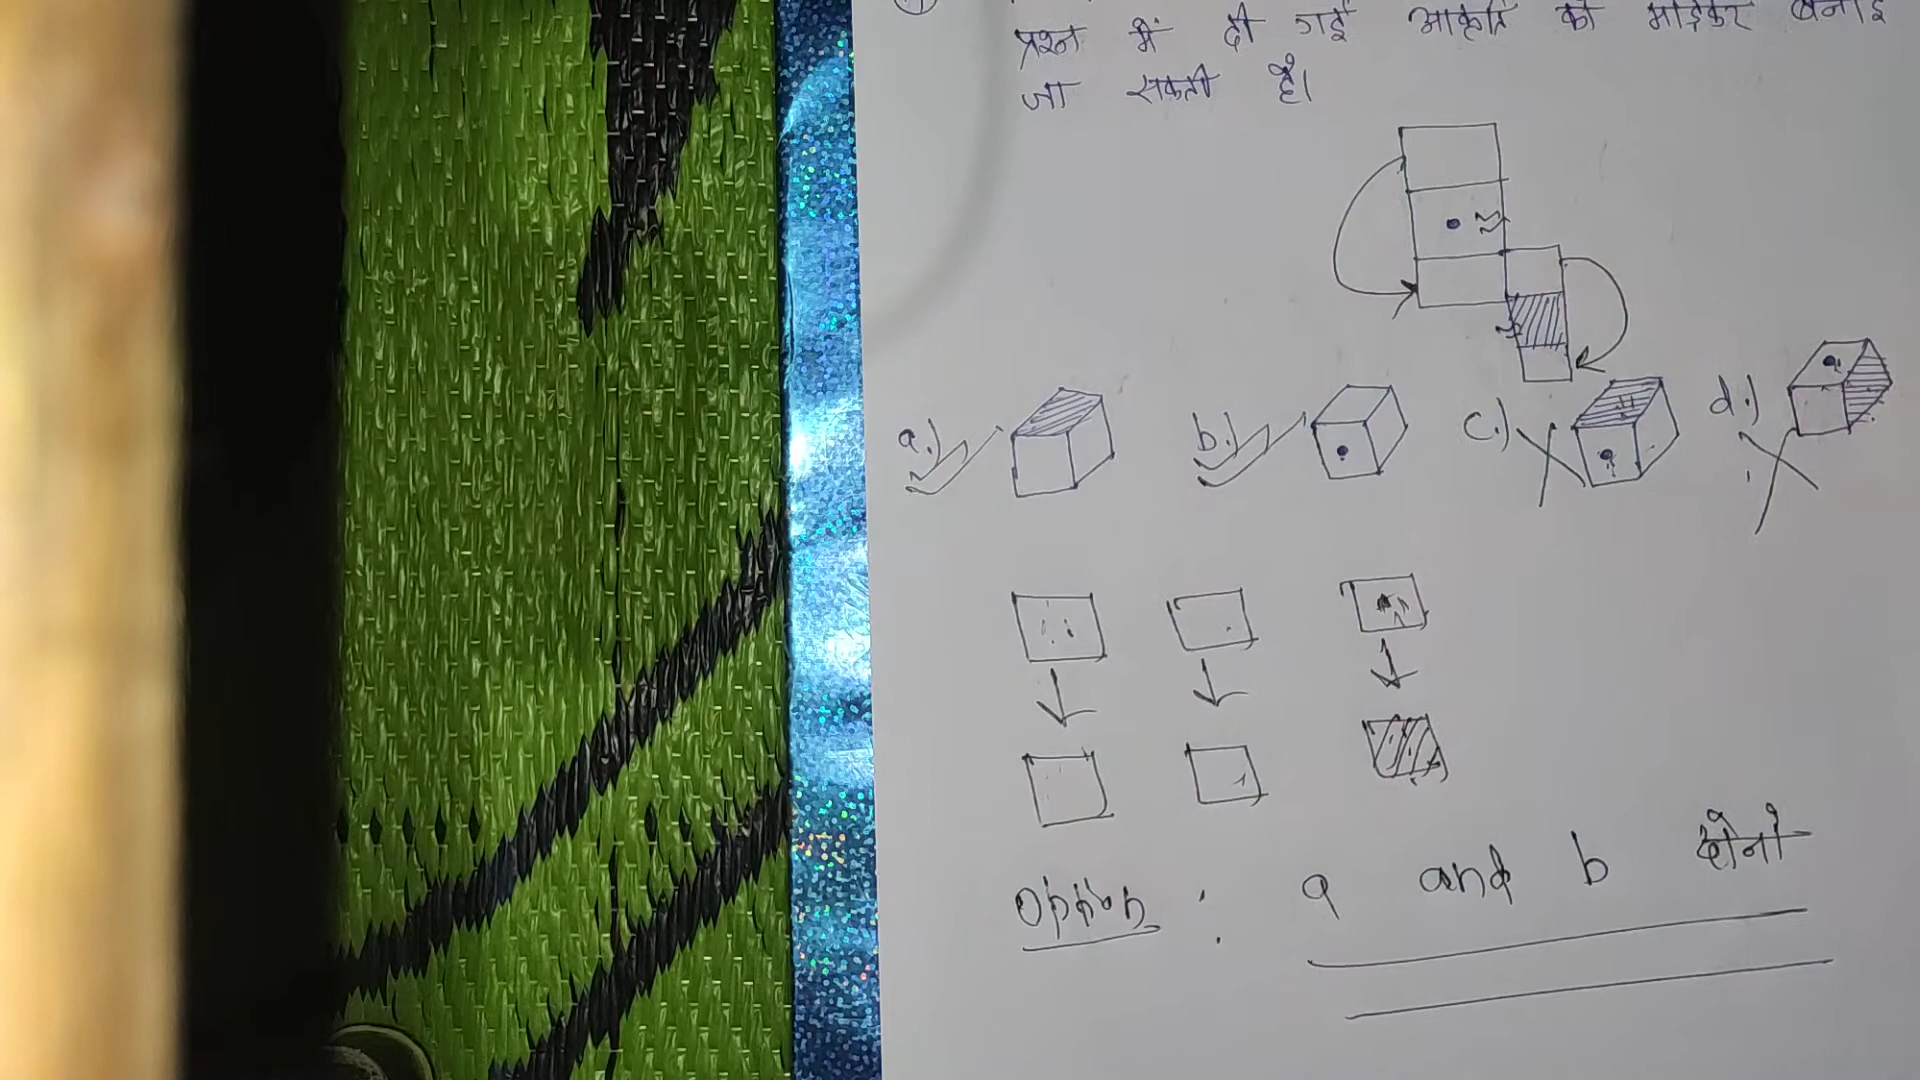 प्रश्न में दी गई आकृति को मोड़कर बनाई
जा सकती है।
a.) b.) c.) d.)
Option : a and b दोनो